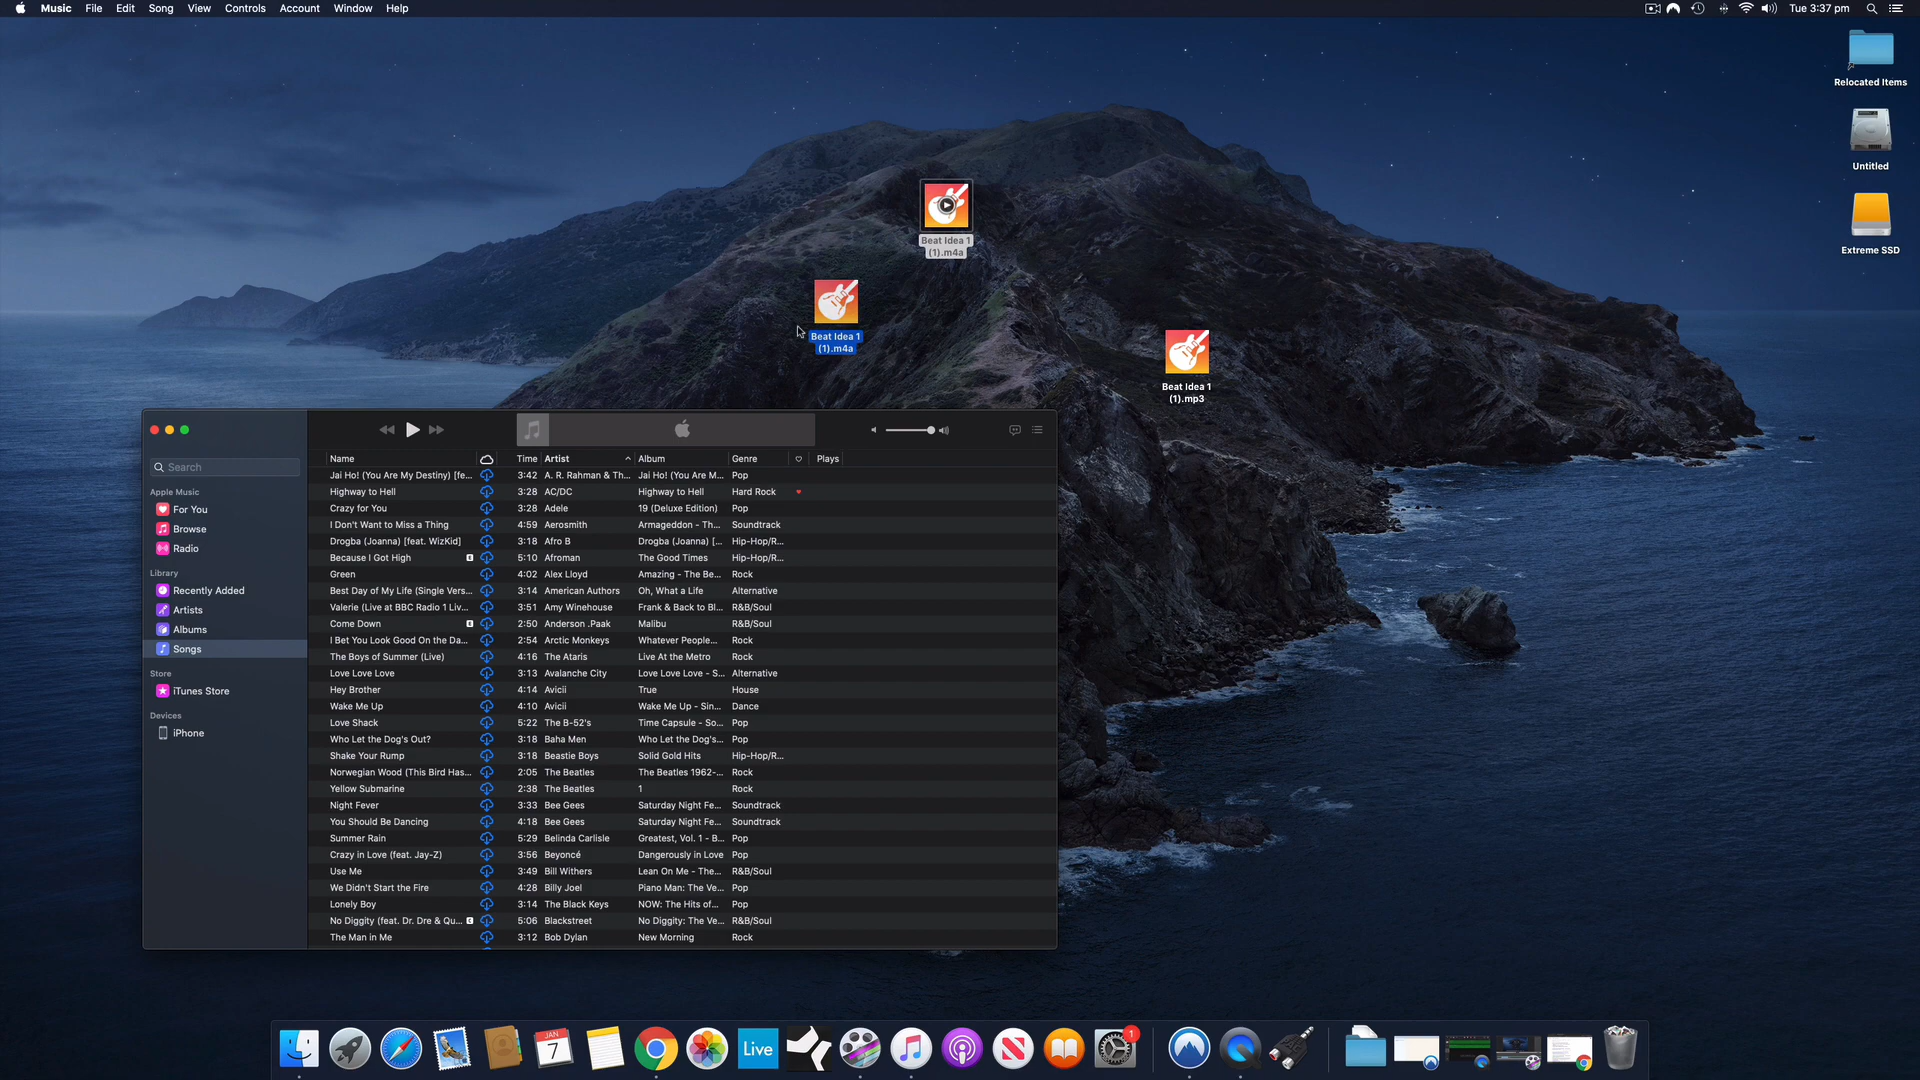 Music File Edit Song View Controls Account Window Help
Tue 3:37 pm
Relocated Items
Untitled
Extreme SSD
Beat Idea 1
(1).m4a
Beat Idea 1
(1).m4a
Beat Idea 1
(1).mp3
Search
Apple Music
For You
Browse
Radio
Library
Recently Added
Artists
Albums
Songs
Store
iTunes Store
Devices
iPhone
Name Time Artist Album Genre Plays
Jai Ho! (You Are My Destiny) [fe... 3:42 A. R. Rahman & Th... Jai Ho! (You Are M... Pop
Highway to Hell 3:28 AC/DC Highway to Hell Hard Rock
Crazy for You 3:28 Adele 19 (Deluxe Edition) Pop
I Don't Want to Miss a Thing 4:59 Aerosmith Armageddon - Th... Soundtrack
Drogba (Joanna) [feat. WizKid] 3:18 Afro B Drogba (Joanna) [... Hip-Hop/R...
Because I Got High E 5:10 Afroman The Good Times Hip-Hop/R...
Green 4:02 Alex Lloyd Amazing - The Be... Rock
Best Day of My Life (Single Vers... 3:14 American Authors Oh, What a Life Alternative
Valerie (Live at BBC Radio 1 Liv... 3:51 Amy Winehouse Frank & Back to Bl... R&B/Soul
Come Down E 2:50 Anderson .Paak Malibu R&B/Soul
I Bet You Look Good On the Da... 2:54 Arctic Monkeys Whatever People... Rock
The Boys of Summer (Live) 4:16 The Ataris Live At the Metro Rock
Love Love Love 3:13 Avalanche City Love Love Love - S... Alternative
Hey Brother 4:14 Avicii True House
Wake Me Up 4:10 Avicii Wake Me Up - Sin... Dance
Love Shack 5:22 The B-52's Time Capsule - So... Pop
Who Let the Dog's Out? 3:18 Baha Men Who Let the Dog's... Pop
Shake Your Rump 3:18 Beastie Boys Solid Gold Hits Hip-Hop/R...
Norwegian Wood (This Bird Has... 2:05 The Beatles The Beatles 1962-... Rock
Yellow Submarine 2:38 The Beatles 1 Rock
Night Fever 3:33 Bee Gees Saturday Night Fe... Soundtrack
You Should Be Dancing 4:18 Bee Gees Saturday Night Fe... Soundtrack
Summer Rain 5:29 Belinda Carlisle Greatest, Vol. 1 - B... Pop
Crazy in Love (feat. Jay-Z) 3:56 Beyoncé Dangerously in Love Pop
Use Me 3:49 Bill Withers Lean On Me - The... R&B/Soul
We Didn't Start the Fire 4:28 Billy Joel Piano Man: The Ve... Pop
Lonely Boy 3:14 The Black Keys NOW: The Hits of... Pop
No Diggity (feat. Dr. Dre & Qu... E 5:06 Blackstreet No Diggity: The Ve... R&B/Soul
The Man in Me 3:12 Bob Dylan New Morning Rock
JAN
7
Live
1